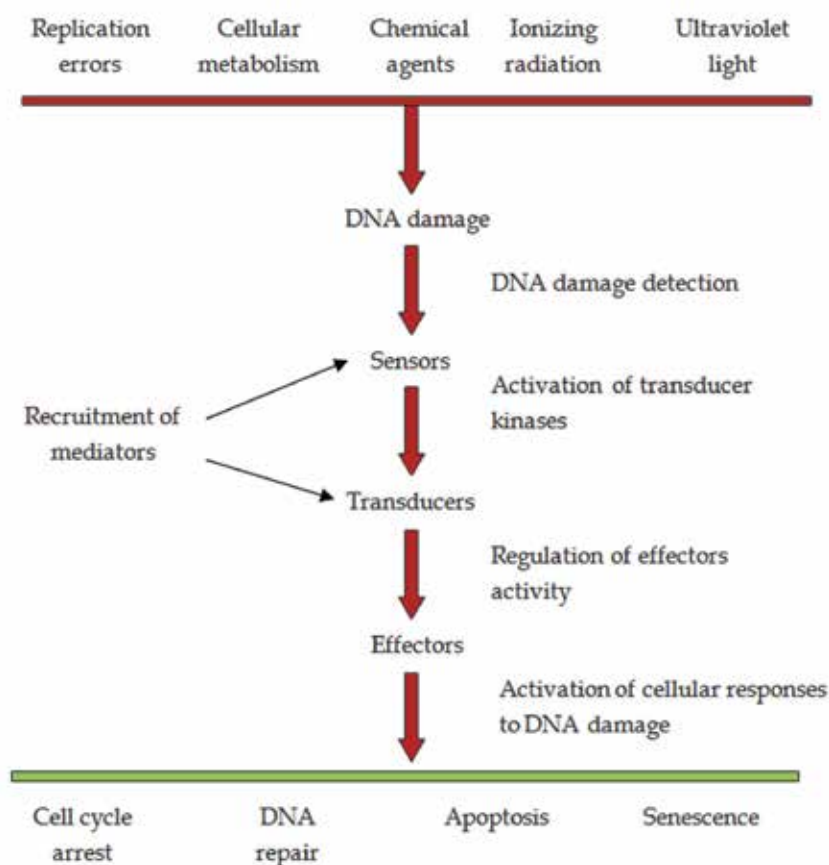 Replication errors
Cellular metabolism
Chemical agents
Ionizing radiation
Ultraviolet light
DNA damage
DNA damage detection
Sensors
Activation of transducer
kinases
Recruitment of
mediators
Transducers
Regulation of effectors
activity
Effectors
Activation of cellular responses
to DNA damage
Cell cycle
arrest
DNA
repair
Apoptosis
Senescence